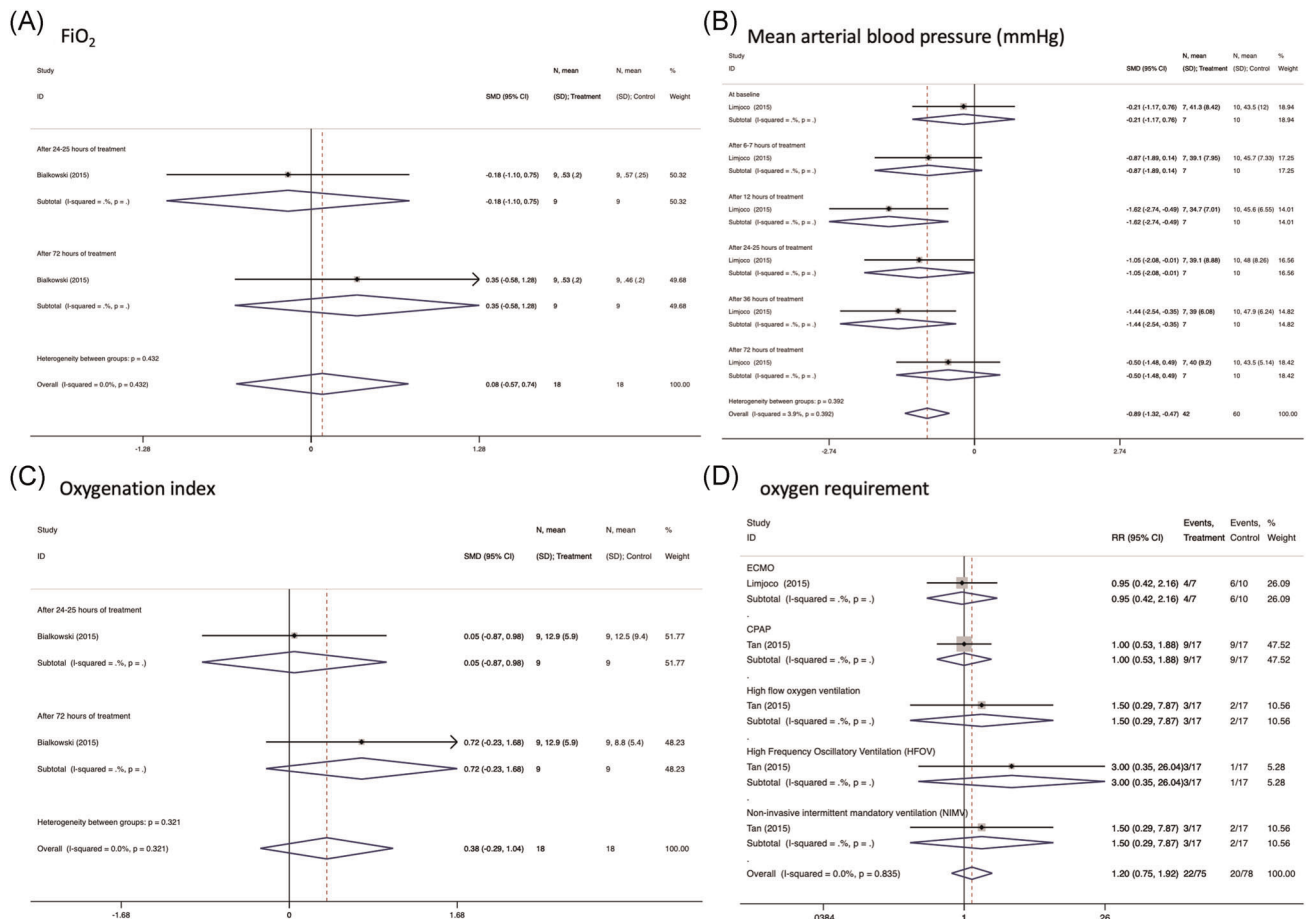 (A)
FiO2
Study N, mean N, mean %
ID SMD (95% CI) (SD); Treatment (SD); Control Weight
After 24-25 hours of treatment
Bialkowski (2015) -0.18 (-1.10, 0.75) 9, .53 (.2) 9, .57 (.25) 50.32
Subtotal (I-squared = .%, p = .) -0.18 (-1.10, 0.75) 9 9 50.32
After 72 hours of treatment
Bialkowski (2015) 0.35 (-0.58, 1.28) 9, .53 (.2) 9, .46 (.2) 49.68
Subtotal (I-squared = .%, p = .) 0.35 (-0.58, 1.28) 9 9 49.68
Heterogeneity between groups: p = 0.432
Overall (I-squared = 0.0%, p = 0.432) 0.08 (-0.57, 0.74) 18 18 100.00
-1.28 0 1.28
(B)
Mean arterial blood pressure (mmHg)
Study N, mean N, mean %
ID SMD (95% CI) (SD); Treatment (SD); Control Weight
At baseline
Limjoco (2015) -0.21 (-1.17, 0.76) 7, 41.3 (8.42) 10, 43.5 (12) 18.94
Subtotal (I-squared = .%, p = .) -0.21 (-1.17, 0.76) 7 10 18.94
After 6-7 hours of treatment
Limjoco (2015) -0.87 (-1.89, 0.14) 7, 39.1 (7.95) 10, 45.7 (7.33) 17.25
Subtotal (I-squared = .%, p = .) -0.87 (-1.89, 0.14) 7 10 17.25
After 12 hours of treatment
Limjoco (2015) -1.62 (-2.74, -0.49) 7, 34.7 (7.01) 10, 45.6 (6.55) 14.01
Subtotal (I-squared = .%, p = .) -1.62 (-2.74, -0.49) 7 10 14.01
After 24-25 hours of treatment
Limjoco (2015) -1.05 (-2.08, -0.01) 7, 39.1 (8.88) 10, 48 (8.26) 16.56
Subtotal (I-squared = .%, p = .) -1.05 (-2.08, -0.01) 7 10 16.56
After 36 hours of treatment
Limjoco (2015) -1.44 (-2.54, -0.35) 7, 39 (6.08) 10, 47.9 (6.24) 14.82
Subtotal (I-squared = .%, p = .) -1.44 (-2.54, -0.35) 7 10 14.82
After 72 hours of treatment
Limjoco (2015) -0.50 (-1.48, 0.49) 7, 40 (9.2) 10, 43.5 (5.14) 18.42
Subtotal (I-squared = .%, p = .) -0.50 (-1.48, 0.49) 7 10 18.42
Heterogeneity between groups: p = 0.392
Overall (I-squared = 3.9%, p = 0.392) -0.89 (-1.32, -0.47) 42 60 100.00
-2.74 0 2.74
(C)
Oxygenation index
Study N, mean N, mean %
ID SMD (95% CI) (SD); Treatment (SD); Control Weight
After 24-25 hours of treatment
Bialkowski (2015) 0.05 (-0.87, 0.98) 9, 12.9 (5.9) 9, 12.5 (9.4) 51.77
Subtotal (I-squared = .%, p = .) 0.05 (-0.87, 0.98) 9 9 51.77
After 72 hours of treatment
Bialkowski (2015) 0.72 (-0.23, 1.68) 9, 12.9 (5.9) 9, 8.8 (5.4) 48.23
Subtotal (I-squared = .%, p = .) 0.72 (-0.23, 1.68) 9 9 48.23
Heterogeneity between groups: p = 0.321
Overall (I-squared = 0.0%, p = 0.321) 0.38 (-0.29, 1.04) 18 18 100.00
-1.68 0 1.68
(D)
oxygen requirement
Study Events, Events, %
ID RR (95% CI) Treatment Control Weight
ECMO
Limjoco (2015) 0.95 (0.42, 2.16) 4/7 6/10 26.09
Subtotal (I-squared = .%, p = .) 0.95 (0.42, 2.16) 4/7 6/10 26.09
.
CPAP
Tan (2015) 1.00 (0.53, 1.88) 9/17 9/17 47.52
Subtotal (I-squared = .%, p = .) 1.00 (0.53, 1.88) 9/17 9/17 47.52
.
High flow oxygen ventilation
Tan (2015) 1.50 (0.29, 7.87) 3/17 2/17 10.56
Subtotal (I-squared = .%, p = .) 1.50 (0.29, 7.87) 3/17 2/17 10.56
.
High Frequency Oscillatory Ventilation (HFOV)
Tan (2015) 3.00 (0.35, 26.04) 3/17 1/17 5.28
Subtotal (I-squared = .%, p = .) 3.00 (0.35, 26.04) 3/17 1/17 5.28
.
Non-invasive intermittent mandatory ventilation (NIMV)
Tan (2015) 1.50 (0.29, 7.87) 3/17 2/17 10.56
Subtotal (I-squared = .%, p = .) 1.50 (0.29, 7.87) 3/17 2/17 10.56
.
Overall (I-squared = 0.0%, p = 0.835) 1.20 (0.75, 1.92) 22/75 20/78 100.00
.0384 1 26